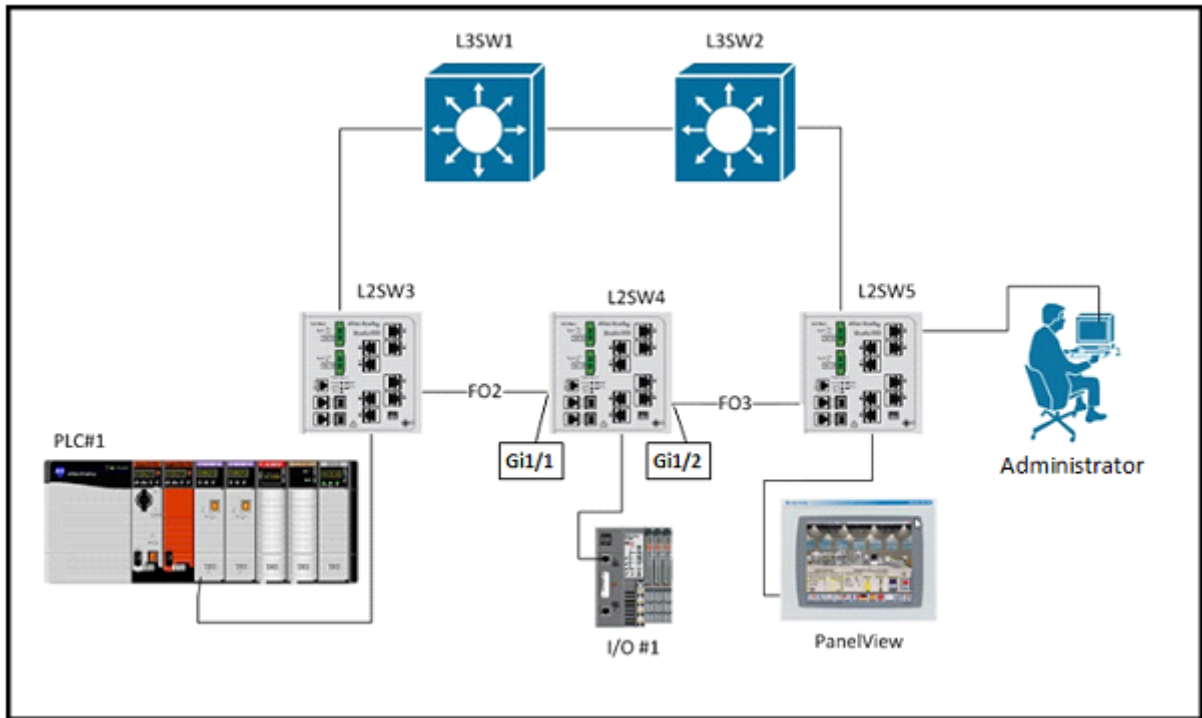 L3SW1
L3SW2
L2SW3
L2SW4
L2SW5
FO2
FO3
Gi1/1
Gi1/2
PLC#1
Administrator
I/O #1
PanelView